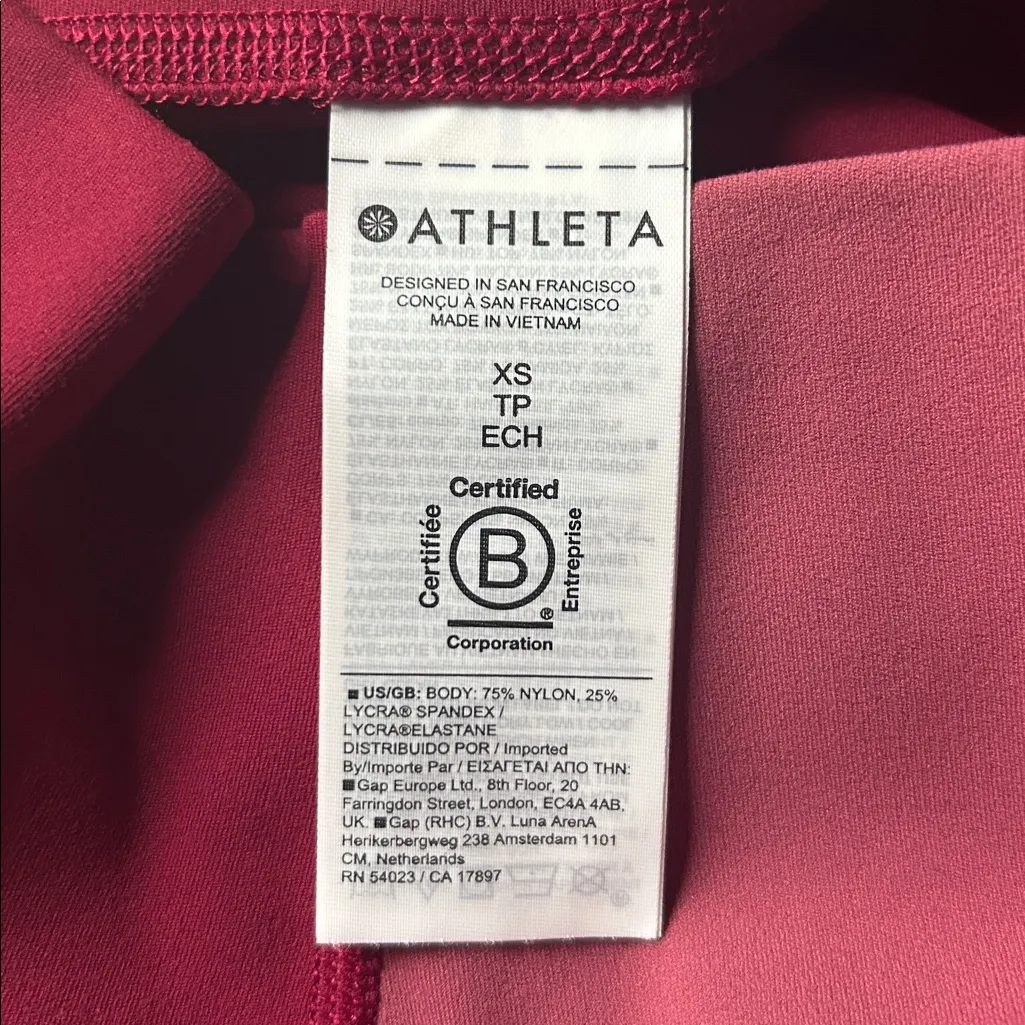 ATHLETA
DESIGNED IN SAN FRANCISCO
CONÇU À SAN FRANCISCO
MADE IN VIETNAM
XS
TP
ECH
Certified
Certifiée
B
Entreprise
®
Corporation
US/GB: BODY: 75% NYLON, 25%
LYCRA® SPANDEX /
LYCRA®ELASTANE
DISTRIBUIDO POR / Imported
By/Importe Par / ΕΙΣΑΓΕΤΑΙ ΑΠΟ ΤΗΝ:
Gap Europe Ltd., 8th Floor, 20
Farringdon Street, London, EC4A 4AB,
UK. Gap (RHC) B.V. Luna ArenA
Herikerbergweg 238 Amsterdam 1101
CM, Netherlands
RN 54023 / CA 17897